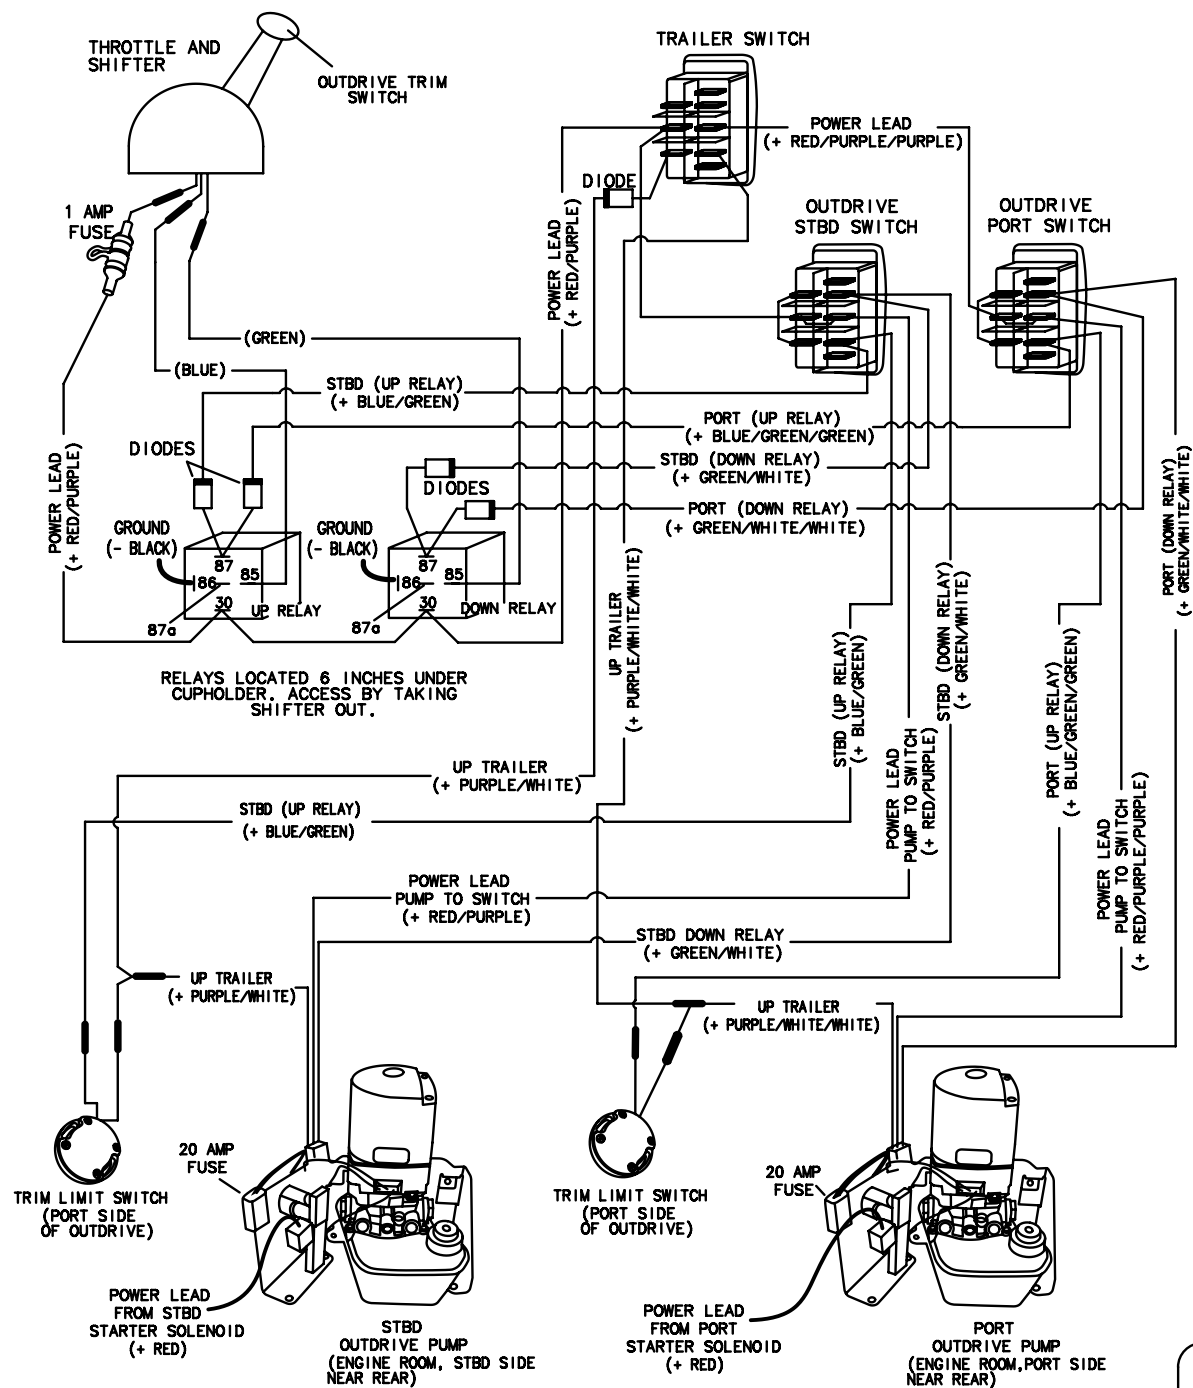 THROTTLE AND
SHIFTER
OUTDRIVE TRIM
SWITCH
TRAILER SWITCH
POWER LEAD
(+ RED/PURPLE/PURPLE)
DIODE
1 AMP
FUSE
OUTDRIVE
STBD SWITCH
OUTDRIVE
PORT SWITCH
POWER LEAD
(+ RED/PURPLE)
(GREEN)
(BLUE)
STBD (UP RELAY)
(+ BLUE/GREEN)
PORT (UP RELAY)
(+ BLUE/GREEN/GREEN)
DIODES
STBD (DOWN RELAY)
(+ GREEN/WHITE)
DIODES
PORT (DOWN RELAY)
(+ GREEN/WHITE/WHITE)
POWER LEAD
(+ RED/PURPLE)
GROUND
(- BLACK)
87
86
85
30
87a
UP RELAY
GROUND
(- BLACK)
87
86
85
30
87a
DOWN RELAY
PORT (DOWN RELAY)
(+ GREEN/WHITE/WHITE)
UP TRAILER
(+ PURPLE/WHITE/WHITE)
STBD (UP RELAY)
(+ BLUE/GREEN)
STBD (DOWN RELAY)
(+ GREEN/WHITE)
PORT (UP RELAY)
(+ BLUE/GREEN/GREEN)
RELAYS LOCATED 6 INCHES UNDER
CUPHOLDER. ACCESS BY TAKING
SHIFTER OUT.
POWER LEAD
PUMP TO SWITCH
(+ RED/PURPLE)
POWER LEAD
PUMP TO SWITCH
(+ RED/PURPLE/PURPLE)
UP TRAILER
(+ PURPLE/WHITE)
STBD (UP RELAY)
(+ BLUE/GREEN)
POWER LEAD
PUMP TO SWITCH
(+ RED/PURPLE)
STBD DOWN RELAY
(+ GREEN/WHITE)
UP TRAILER
(+ PURPLE/WHITE)
UP TRAILER
(+ PURPLE/WHITE/WHITE)
20 AMP
FUSE
TRIM LIMIT SWITCH
(PORT SIDE
OF OUTDRIVE)
20 AMP
FUSE
TRIM LIMIT SWITCH
(PORT SIDE
OF OUTDRIVE)
POWER LEAD
FROM STBD
STARTER SOLENOID
(+ RED)
STBD
OUTDRIVE PUMP
(ENGINE ROOM, STBD SIDE
NEAR REAR)
POWER LEAD
FROM PORT
STARTER SOLENOID
(+ RED)
PORT
OUTDRIVE PUMP
(ENGINE ROOM,PORT SIDE
NEAR REAR)